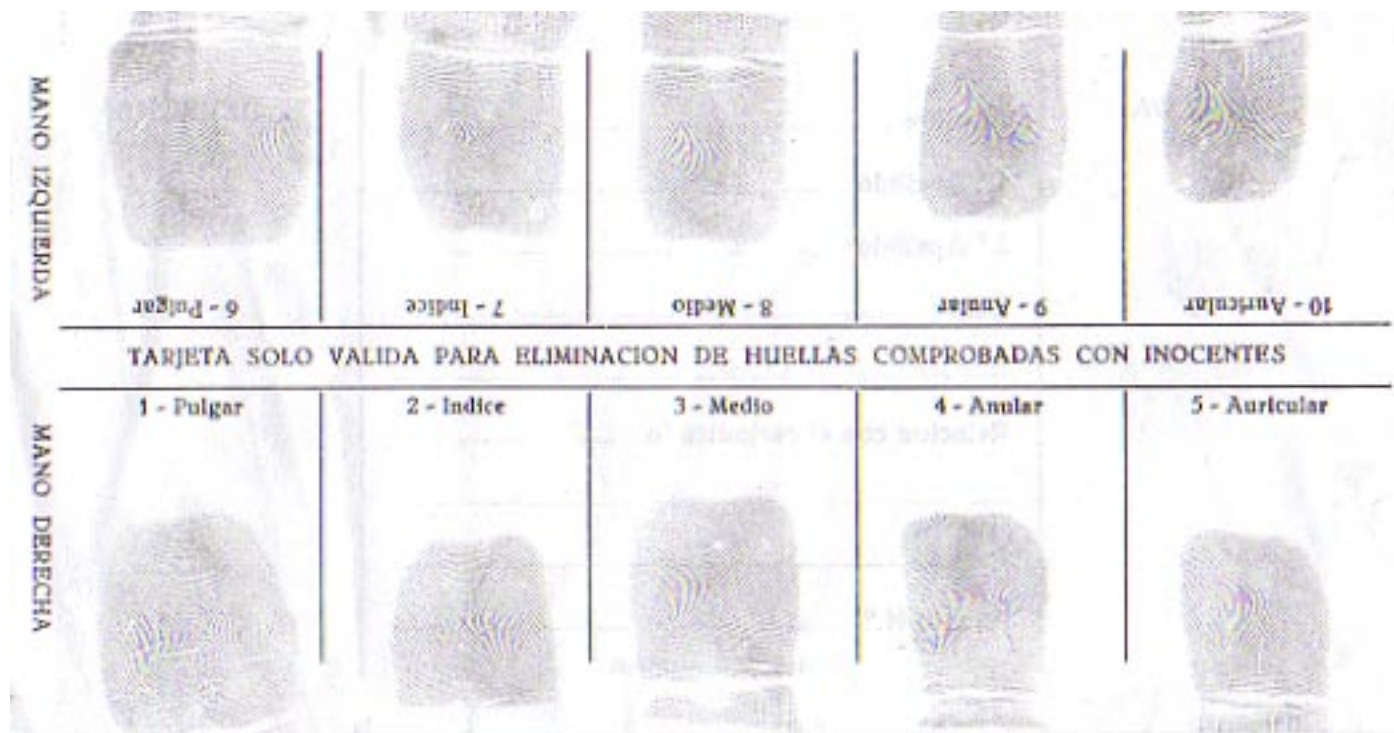 MANO IZQUIERDA
6 - Pulgar
7 - Indice
8 - Medio
9 - Anular
10 - Auricular
TARJETA SOLO VALIDA PARA ELIMINACION DE HUELLAS COMPROBADAS CON INOCENTES
1 - Pulgar
2 - Indice
3 - Medio
4 - Anular
5 - Auricular
MANO DERECHA